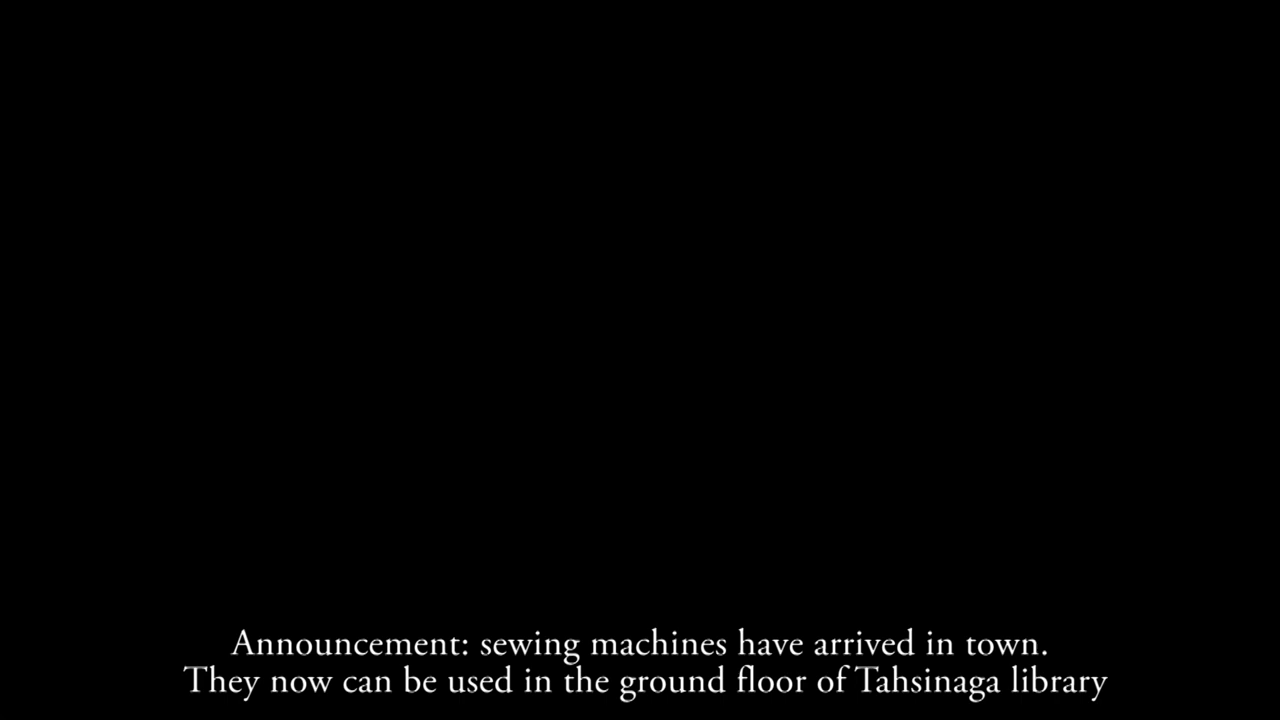 Announcement: sewing machines have arrived in town.
They now can be used in the ground floor of Tahsinaga library